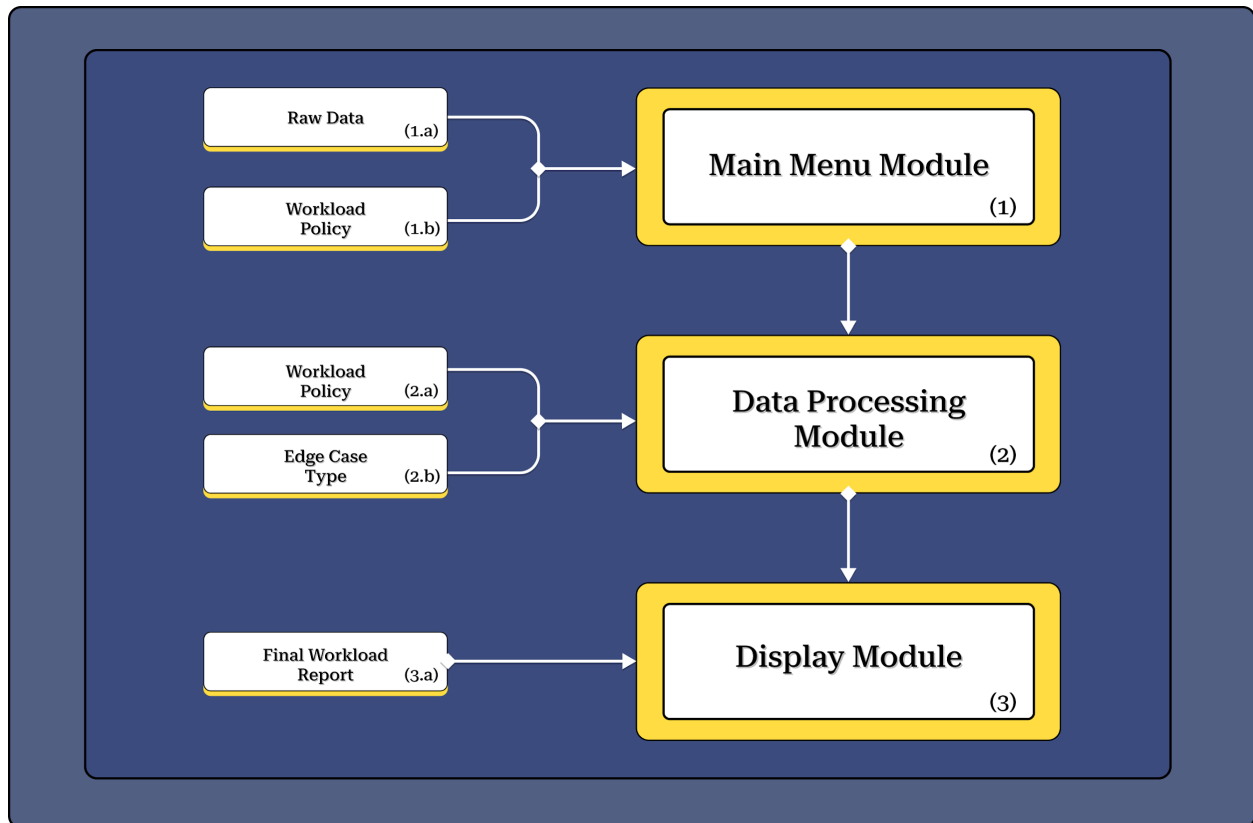 Raw Data
(1.a)
Main Menu Module
(1)
Workload
Policy
(1.b)
Workload
Policy
(2.a)
Data Processing
Module
(2)
Edge Case
Type
(2.b)
Final Workload
Report
(3.a)
Display Module
(3)